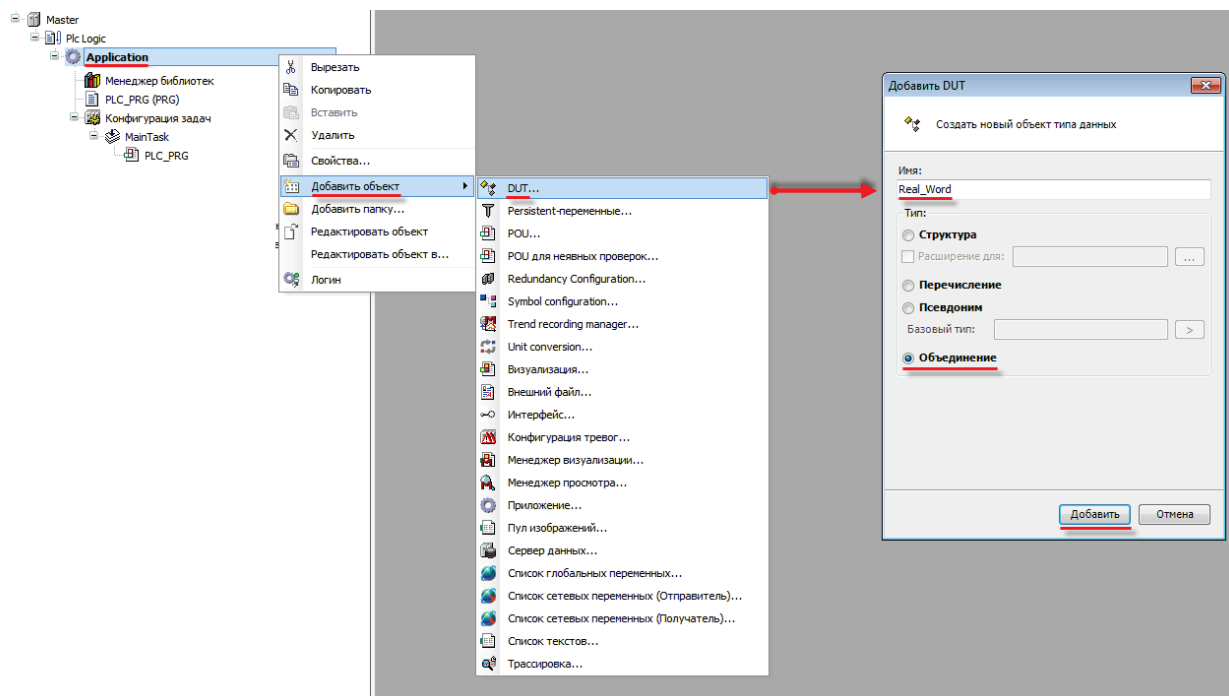 Master
Plc Logic
Application
Менеджер библиотек
PLC_PRG (PRG)
Конфигурация задач
MainTask
PLC_PRG
Вырезать
Копировать
Вставить
Удалить
Свойства...
Добавить объект
Добавить папку...
Редактировать объект
Редактировать объект в...
Логин
DUT...
Persistent-переменные...
POU...
POU для неявных проверок...
Redundancy Configuration...
Symbol configuration...
Trend recording manager...
Unit conversion...
Визуализация...
Внешний файл...
Интерфейс...
Конфигурация тревог...
Менеджер визуализации...
Менеджер просмотра...
Приложение...
Пул изображений...
Сервер данных...
Список глобальных переменных...
Список сетевых переменных (Отправитель)...
Список сетевых переменных (Получатель)...
Список текстов...
Трассировка...
Добавить DUT
Создать новый объект типа данных
Имя:
Real_Word
Тип:
Структура
Расширение для:
...
Перечисление
Псевдоним
Базовый тип:
>
Объединение
Добавить
Отмена